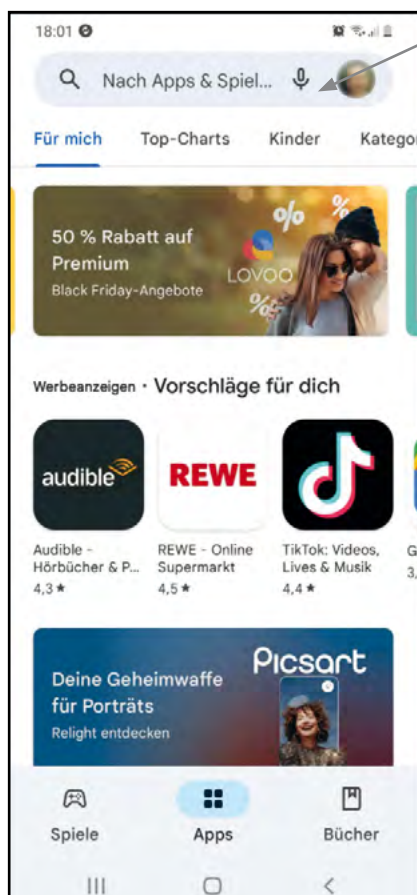 18:01
Nach Apps & Spiel...
Für mich Top-Charts Kinder Katego
50 % Rabatt auf
Premium
Black Friday-Angebote
LOVOO
% % %
Werbeanzeigen · Vorschläge für dich
audible
REWE
Audible -
Hörbücher & P...
4,3 ★
REWE - Online
Supermarkt
4,5 ★
TikTok: Videos,
Lives & Musik
4,4 ★
G
3,
Picsart
Deine Geheimwaffe
für Porträts
Relight entdecken
Spiele Apps Bücher